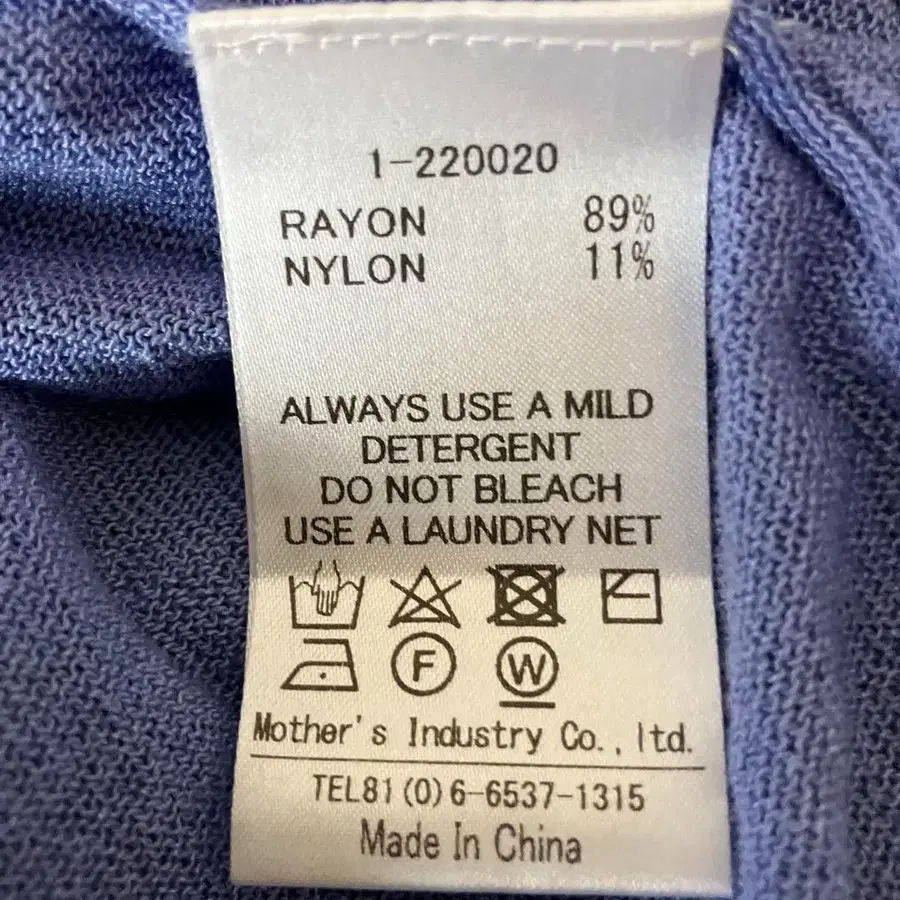 1-220020
RAYON 89%
NYLON 11%
ALWAYS USE A MILD
DETERGENT
DO NOT BLEACH
USE A LAUNDRY NET
F W
Mother's Industry Co., ltd.
TEL81(0)6-6537-1315
Made In China